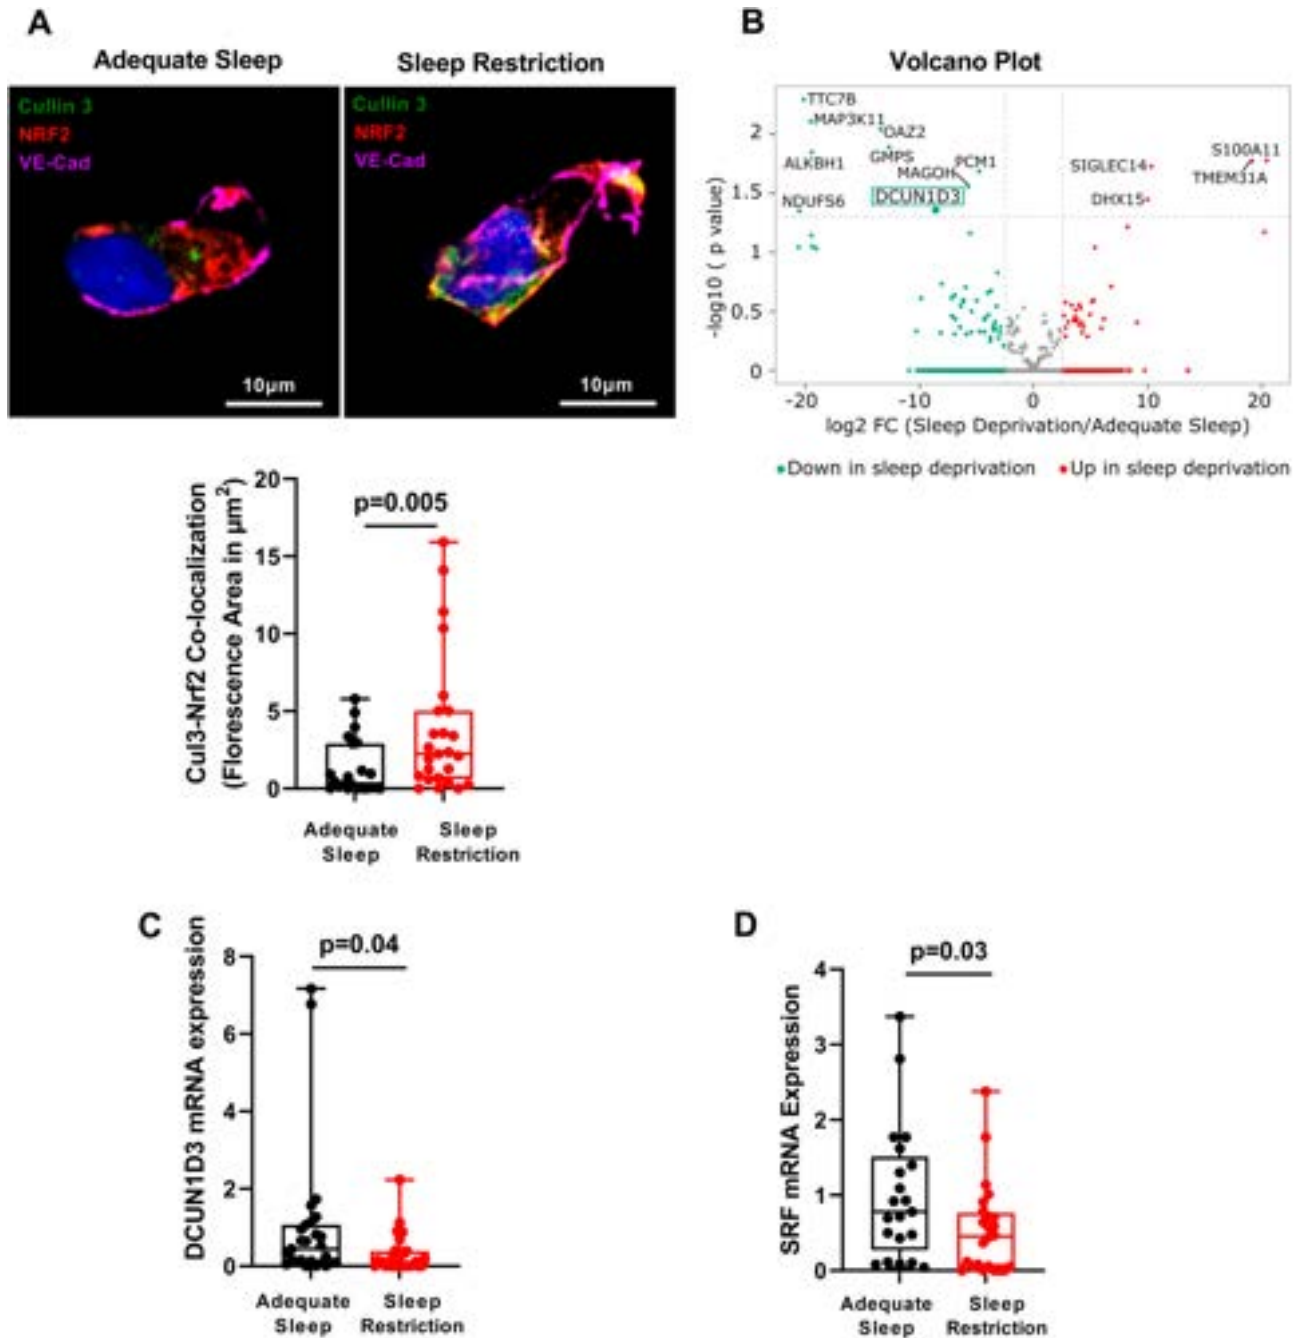 A
Adequate Sleep
Sleep Restriction
Cullin 3
NRF2
VE-Cad
10µm
Cullin 3
NRF2
VE-Cad
10µm
B
Volcano Plot
-log10 ( p value)
2
1.5
1
0.5
0
TTC7B
MAP3K11
OAZ2
ALKBH1
GMPS
PCM1
MAGOH
NDUFS6
DCUN1D3
SIGLEC14
S100A11
TMEM31A
DHX15
-20
-10
0
10
20
log2 FC (Sleep Deprivation/Adequate Sleep)
Down in sleep deprivation
Up in sleep deprivation
Cul3-Nrf2 Co-localization
(Florescence Area in µm2)
20
15
10
5
0
p=0.005
Adequate
Sleep
Sleep
Restriction
C
DCUN1D3 mRNA expression
8
6
4
2
0
p=0.04
Adequate
Sleep
Sleep
Restriction
D
SRF mRNA Expression
4
3
2
1
0
p=0.03
Adequate
Sleep
Sleep
Restriction